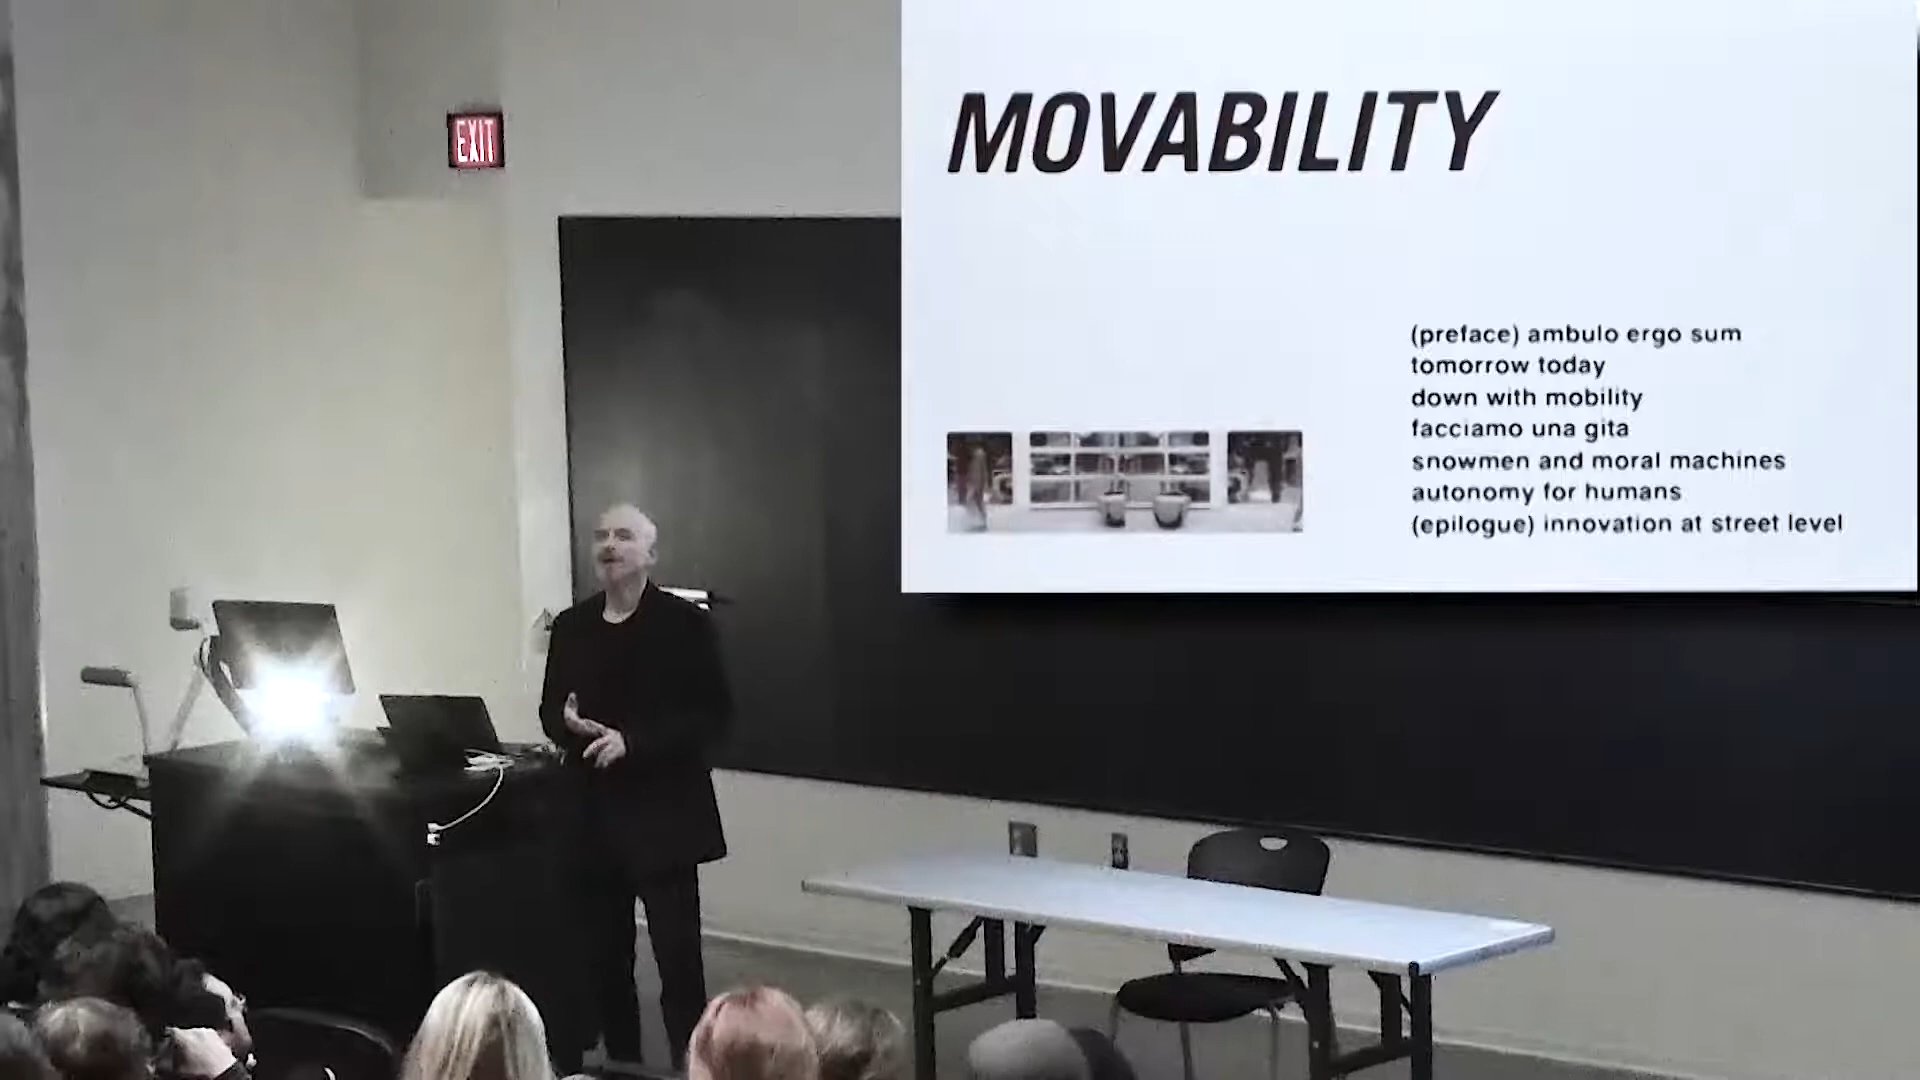 EXIT
MOVABILITY
(preface) ambulo ergo sum
tomorrow today
down with mobility
facciamo una gita
snowmen and moral machines
autonomy for humans
(epilogue) innovation at street level